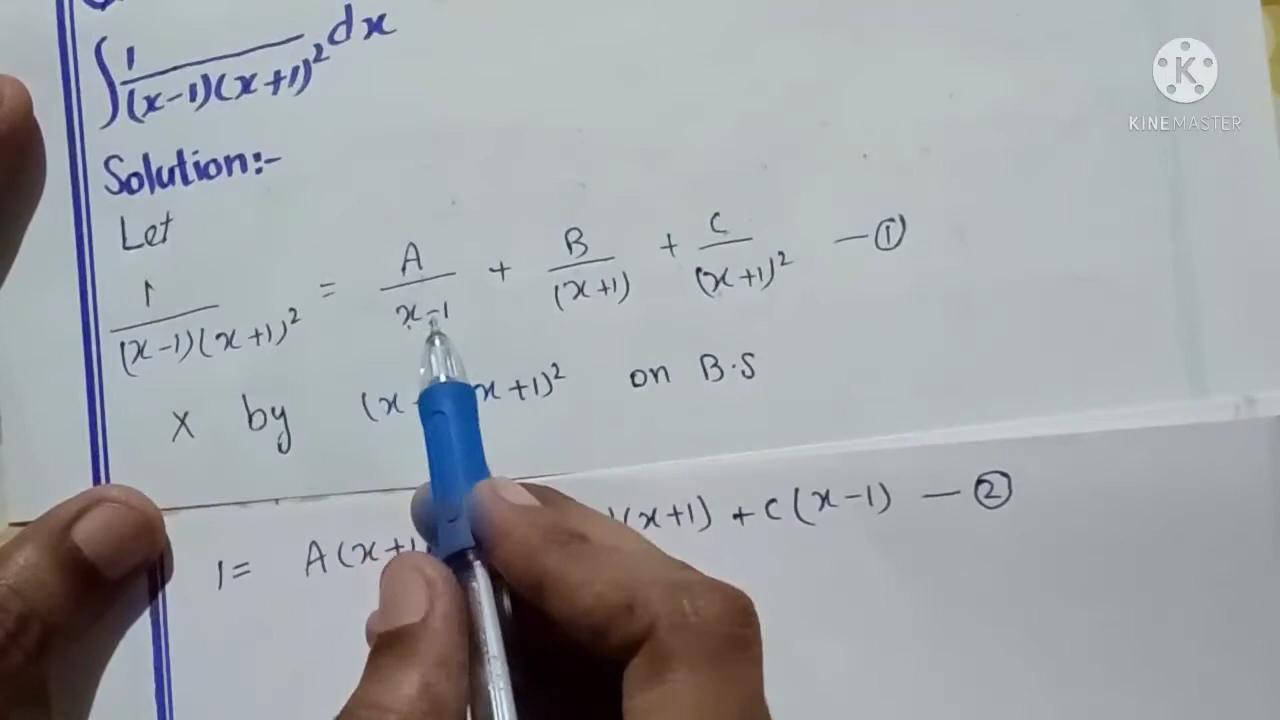 ∫ 1/((x-1)(x+1)²) dx
KINEMASTER
Solution:-
Let
1/((x-1)(x+1)²) = A/(x-1) + B/((x+1)) + C/((x+1)²) — ①
X by (x x+1)² on B.S
1= A(x+1 (x+1) + C(x-1) — ②